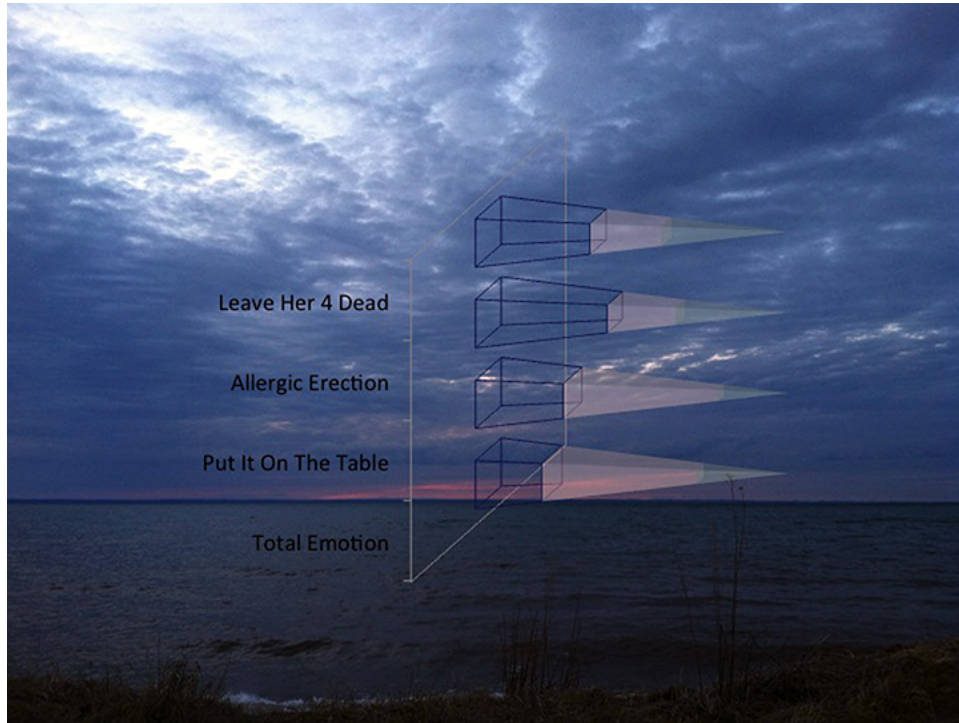 Leave Her 4 Dead
Allergic Erection
Put It On The Table
Total Emotion